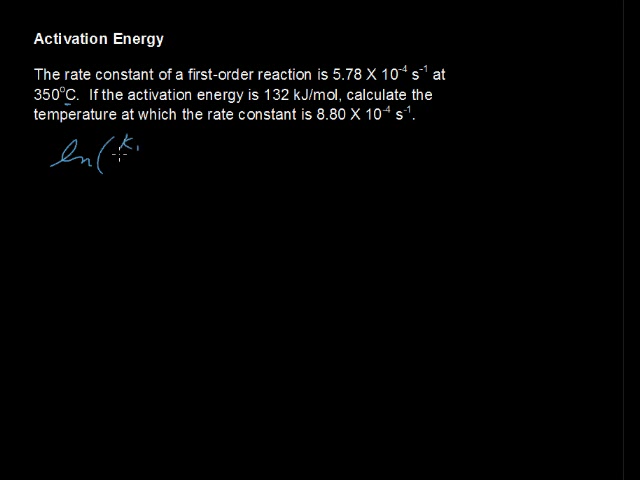 Activation Energy
The rate constant of a first-order reaction is 5.78 X 10⁻⁴ s⁻¹ at
350°C. If the activation energy is 132 kJ/mol, calculate the
temperature at which the rate constant is 8.80 X 10⁻⁴ s⁻¹.
ln(k₁